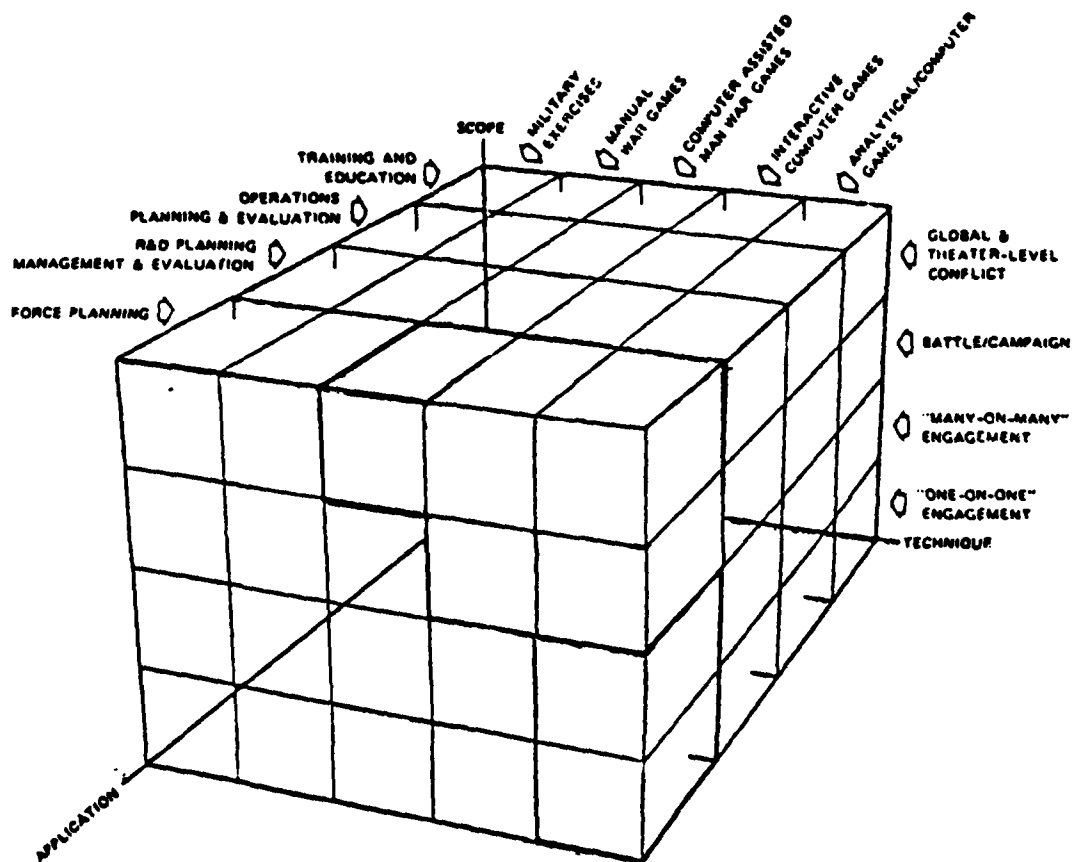 SCOPE
MILITARY
EXERCISES
MANUAL
WAR GAMES
COMPUTER ASSISTED
MAN WAR GAMES
INTERACTIVE
COMPUTER GAMES
ANALYTICAL/COMPUTER
GAMES
TRAINING AND
EDUCATION
OPERATIONS
PLANNING & EVALUATION
R&D PLANNING
MANAGEMENT & EVALUATION
FORCE PLANNING
GLOBAL &
THEATER-LEVEL
CONFLICT
BATTLE/CAMPAIGN
"MANY-ON-MANY"
ENGAGEMENT
"ONE-ON-ONE"
ENGAGEMENT
TECHNIQUE
APPLICATION